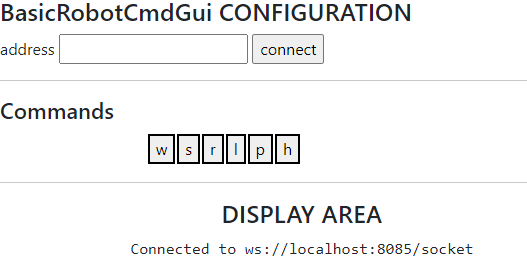 BasicRobotCmdGui CONFIGURATION
address connect
Commands
w s r l p h
DISPLAY AREA
Connected to ws://localhost:8085/socket